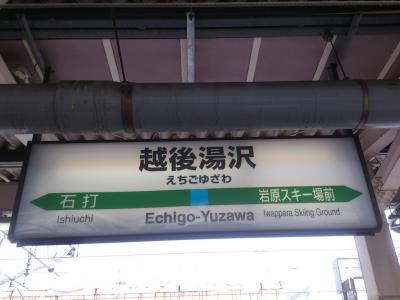 越後湯沢
えちごゆざわ
石打
Ishiuchi
Echigo-Yuzawa
岩原スキー場前
Iwappara Skiing Ground